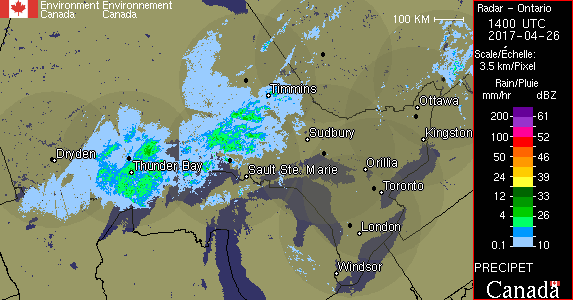 Environment Environnement
Canada Canada
100 KM
Timmins
Ottawa
Sudbury
Kingston
Dryden
Thunder Bay
Sault Ste. Marie
Orillia
Toronto
London
Windsor
Radar - Ontario
1400 UTC
2017-04-26
Scale/Échelle:
3.5 km/Pixel
Rain/Pluie
mm/hr dBZ
200 61
100 52
50 46
24 39
12 33
4 26
0.1 10
PRECIPET
Canada